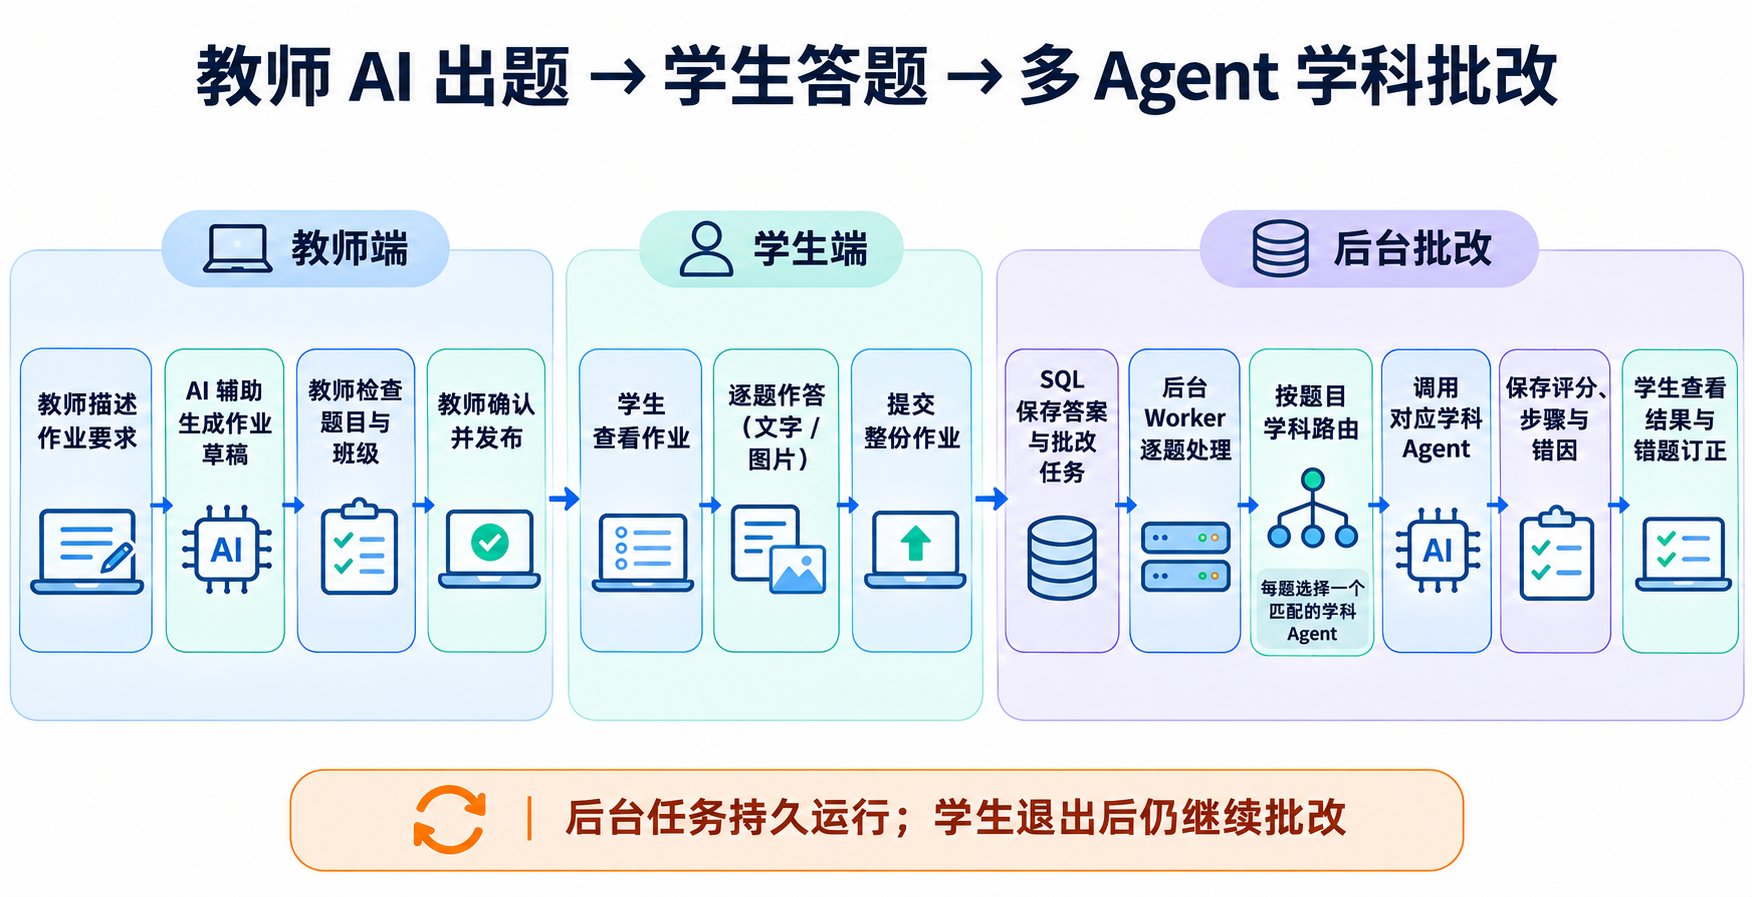 教师 AI 出题 → 学生答题 → 多 Agent 学科批改
教师端
教师描述
作业要求
AI 辅助
生成作业
草稿
AI
教师检查
题目与
班级
教师确认
并发布
学生端
学生
查看作业
逐题作答
（文字 /
图片）
提交
整份作业
后台批改
SQL
保存答案
与批改
任务
后台
Worker
逐题处理
按题目
学科路由
每题选择一个
匹配的学科
Agent
调用
对应学科
Agent
AI
保存评分、
步骤与
错因
学生查看
结果与
错题订正
后台任务持久运行；学生退出后仍继续批改